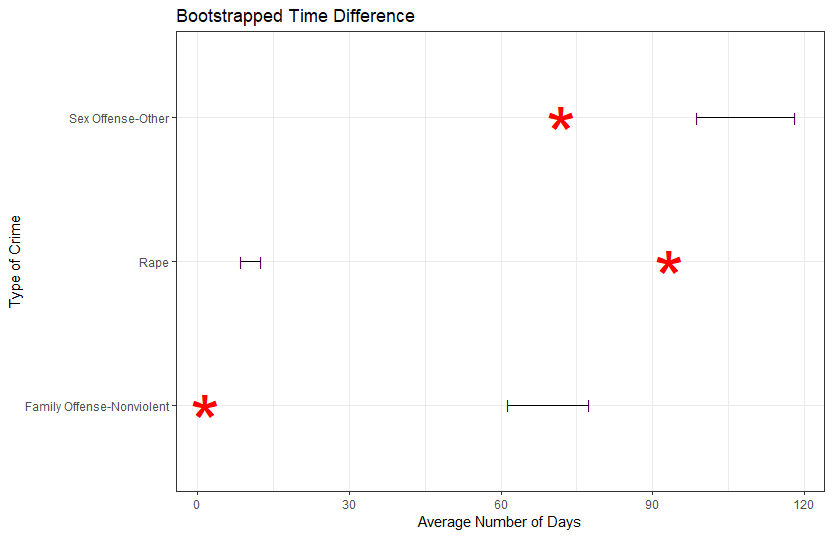 Bootstrapped Time Difference
Type of Crime
Sex Offense-Other
*
Rape
*
Family Offense-Nonviolent
*
0 30 60 90 120
Average Number of Days